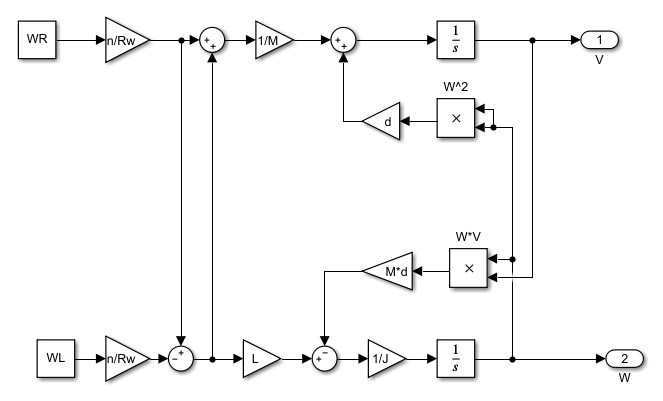 WR
n/Rw
+
+
1/M
+
+
1
s
1
V
W^2
d
×
W*V
M*d
×
WL
n/Rw
+
−
L
−
+
1/J
1
s
2
W